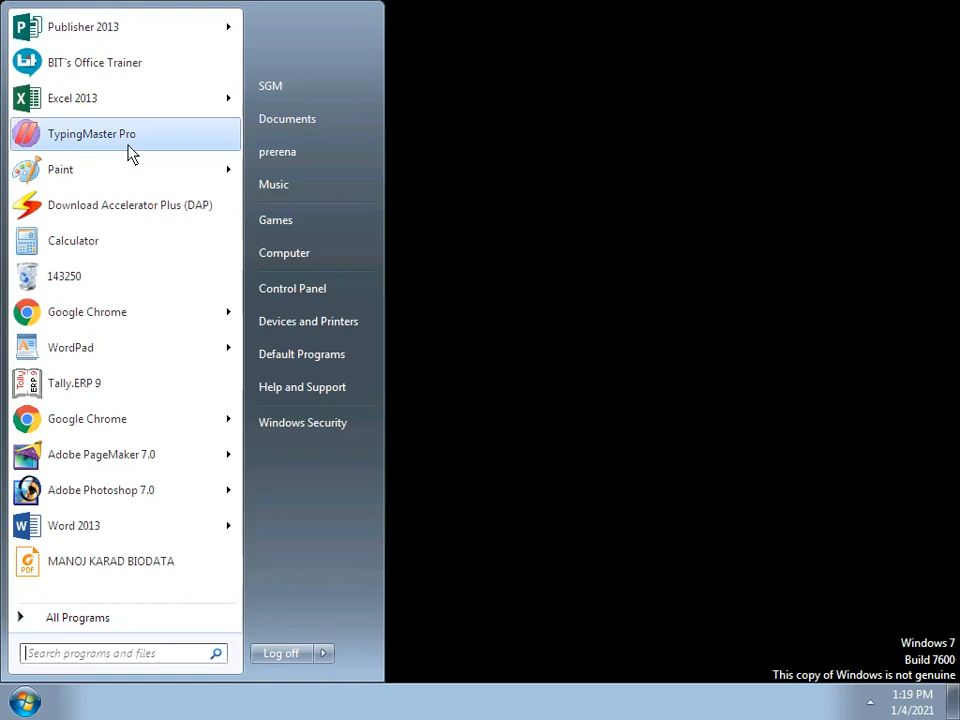 Publisher 2013
BIT`s Office Trainer
Excel 2013
TypingMaster Pro
Paint
Download Accelerator Plus (DAP)
Calculator
143250
Google Chrome
WordPad
Tally.ERP 9
Google Chrome
Adobe PageMaker 7.0
Adobe Photoshop 7.0
Word 2013
MANOJ KARAD BIODATA
All Programs
Search programs and files
SGM
Documents
prerena
Music
Games
Computer
Control Panel
Devices and Printers
Default Programs
Help and Support
Windows Security
Log off
Windows 7
Build 7600
This copy of Windows is not genuine
1:19 PM
1/4/2021